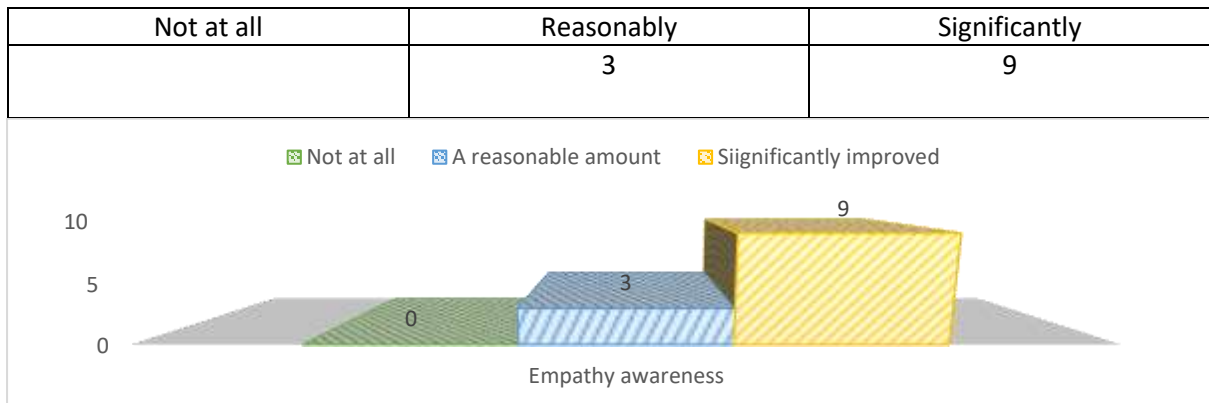 Not at all Reasonably Significantly
3 9
Not at all A reasonable amount Siignificantly improved
9
10
3
5
0
0
Empathy awareness